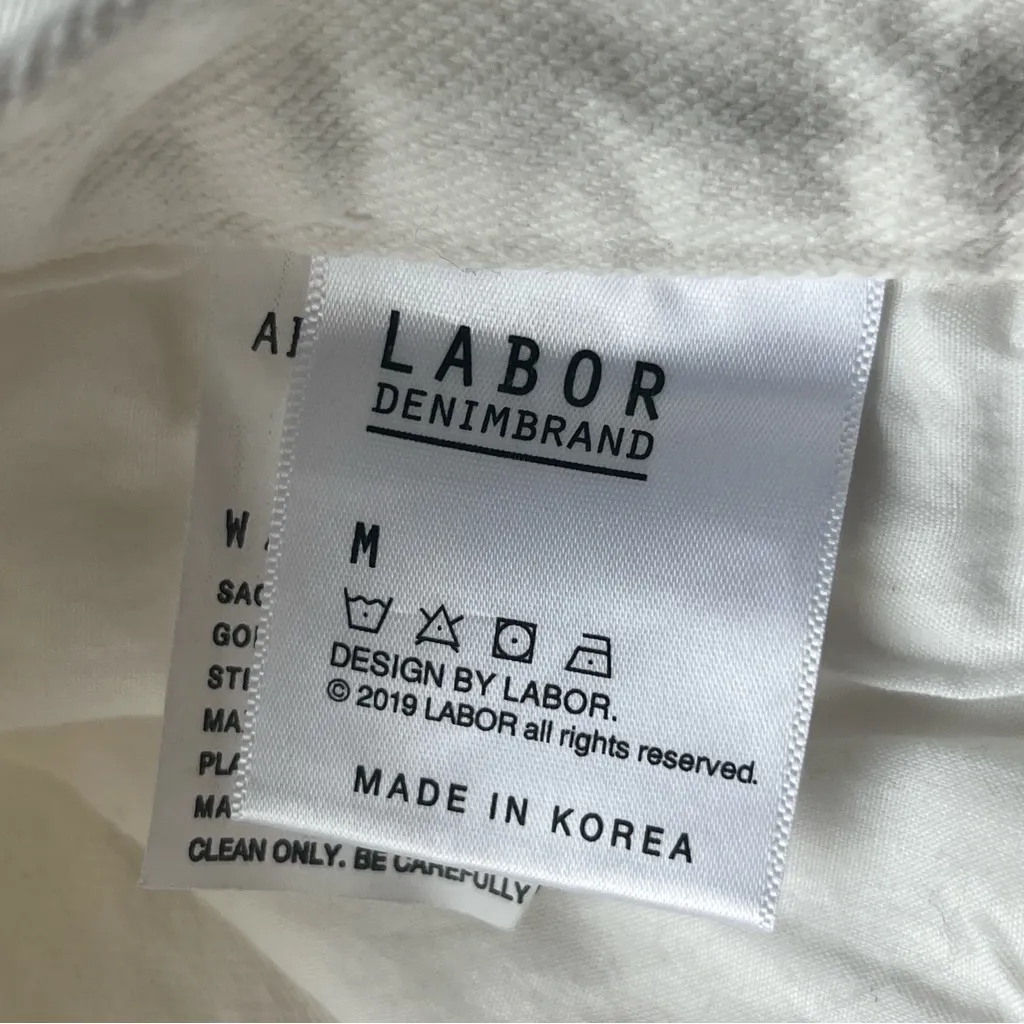 LABOR
DENIMBRAND
M
DESIGN BY LABOR.
© 2019 LABOR all rights reserved.
MADE IN KOREA
CLEAN ONLY. BE CAREFULLY